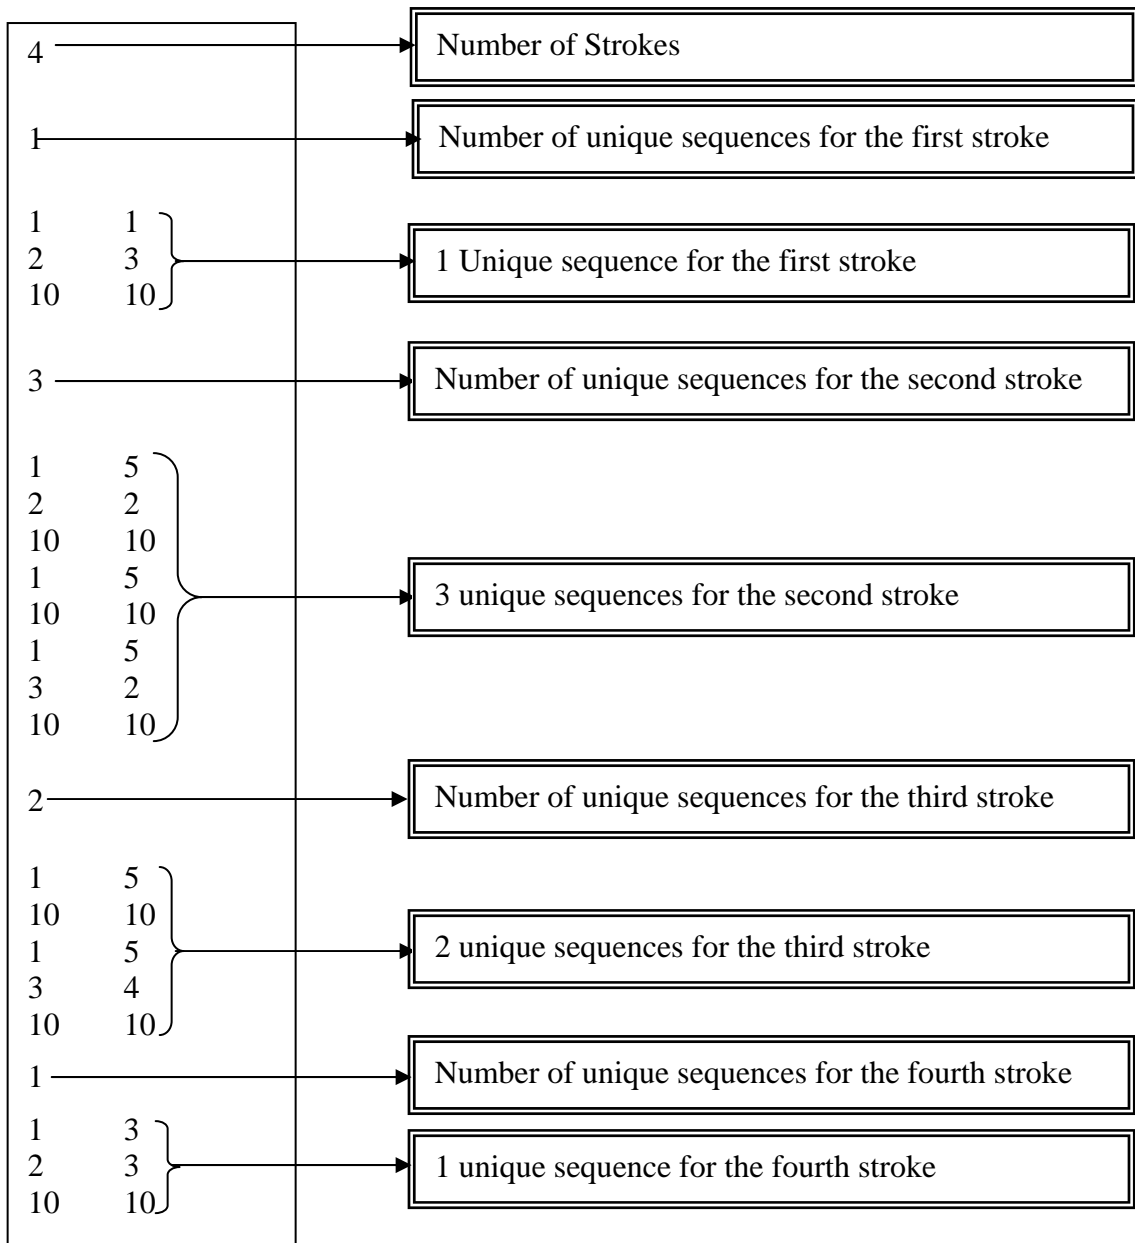 4 Number of Strokes
1 Number of unique sequences for the first stroke
1 1
2 3
1 Unique sequence for the first stroke
10 10
3 Number of unique sequences for the second stroke
1 5
2 2
10 10
1 5
3 unique sequences for the second stroke
10 10
1 5
3 2
10 10
2 Number of unique sequences for the third stroke
1 5
10 10
1 5
2 unique sequences for the third stroke
3 4
10 10
1 Number of unique sequences for the fourth stroke
1 3
2 3
1 unique sequence for the fourth stroke
10 10